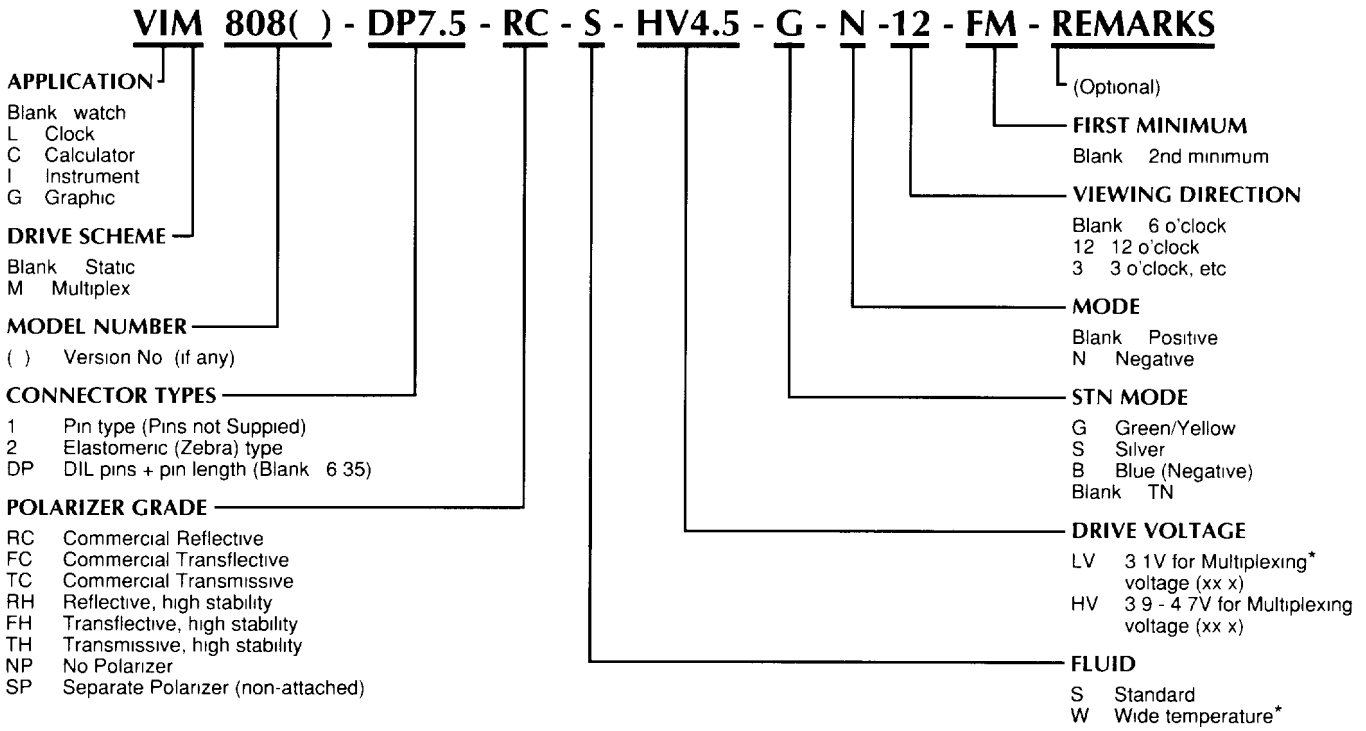 VIM 808( ) - DP7.5 - RC - S - HV4.5 - G - N -12 - FM - REMARKS
APPLICATION
Blank watch
L Clock
C Calculator
I Instrument
G Graphic
DRIVE SCHEME
Blank Static
M Multiplex
MODEL NUMBER
( ) Version No (if any)
CONNECTOR TYPES
1 Pin type (Pins not Suppied)
2 Elastomeric (Zebra) type
DP DIL pins + pin length (Blank 6 35)
POLARIZER GRADE
RC Commercial Reflective
FC Commercial Transflective
TC Commercial Transmissive
RH Reflective, high stability
FH Transflective, high stability
TH Transmissive, high stability
NP No Polarizer
SP Separate Polarizer (non-attached)
(Optional)
FIRST MINIMUM
Blank 2nd minimum
VIEWING DIRECTION
Blank 6 o'clock
12 12 o'clock
3 3 o'clock, etc
MODE
Blank Positive
N Negative
STN MODE
G Green/Yellow
S Silver
B Blue (Negative)
Blank TN
DRIVE VOLTAGE
LV 3 1V for Multiplexing*
voltage (xx x)
HV 3 9 - 4 7V for Multiplexing
voltage (xx x)
FLUID
S Standard
W Wide temperature*